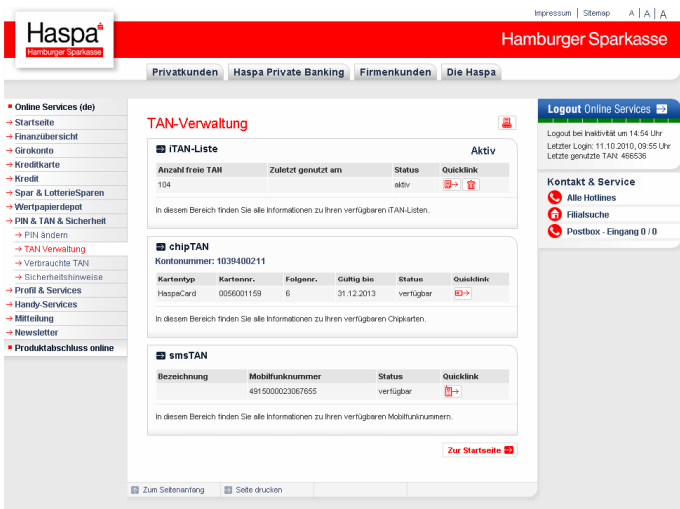 Impressum | Sitemap A | A | A
Haspa
Hamburger Sparkasse
Hamburger Sparkasse
Privatkunden Haspa Private Banking Firmenkunden Die Haspa
Online Services (de)
Startseite
Finanzübersicht
Girokonto
Kreditkarte
Kredit
Spar & LotterieSparen
Wertpapierdepot
PIN & TAN & Sicherheit
PIN ändern
TAN Verwaltung
Verbrauchte TAN
Sicherheitshinweise
Profil & Services
Handy-Services
Mitteilung
Newsletter
Produktabschluss online
TAN-Verwaltung
iTAN-Liste Aktiv
Anzahl freie TAN Zuletzt genutzt am Status Quicklink
104 aktiv
In diesem Bereich finden Sie alle Informationen zu Ihren verfügbaren iTAN-Listen.
chipTAN
Kontonummer: 1039400211
Kartentyp Kartennr. Folgenr. Gültig bis Status Quicklink
HaspaCard 0056001159 6 31.12.2013 verfügbar
In diesem Bereich finden Sie alle Informationen zu Ihren verfügbaren Chipkarten.
smsTAN
Bezeichnung Mobilfunknummer Status Quicklink
4915000023067655 verfügbar
In diesem Bereich finden Sie alle Informationen zu Ihren verfügbaren Mobilfunknummern.
Zur Startseite
Zum Seitenanfang Seite drucken
Logout Online Services
Logout bei Inaktivität um 14:54 Uhr
Letzter Login: 11.10.2010, 09:55 Uhr
Letzte genutzte TAN: 466536
Kontakt & Service
Alle Hotlines
Filialsuche
Postbox - Eingang 0 / 0